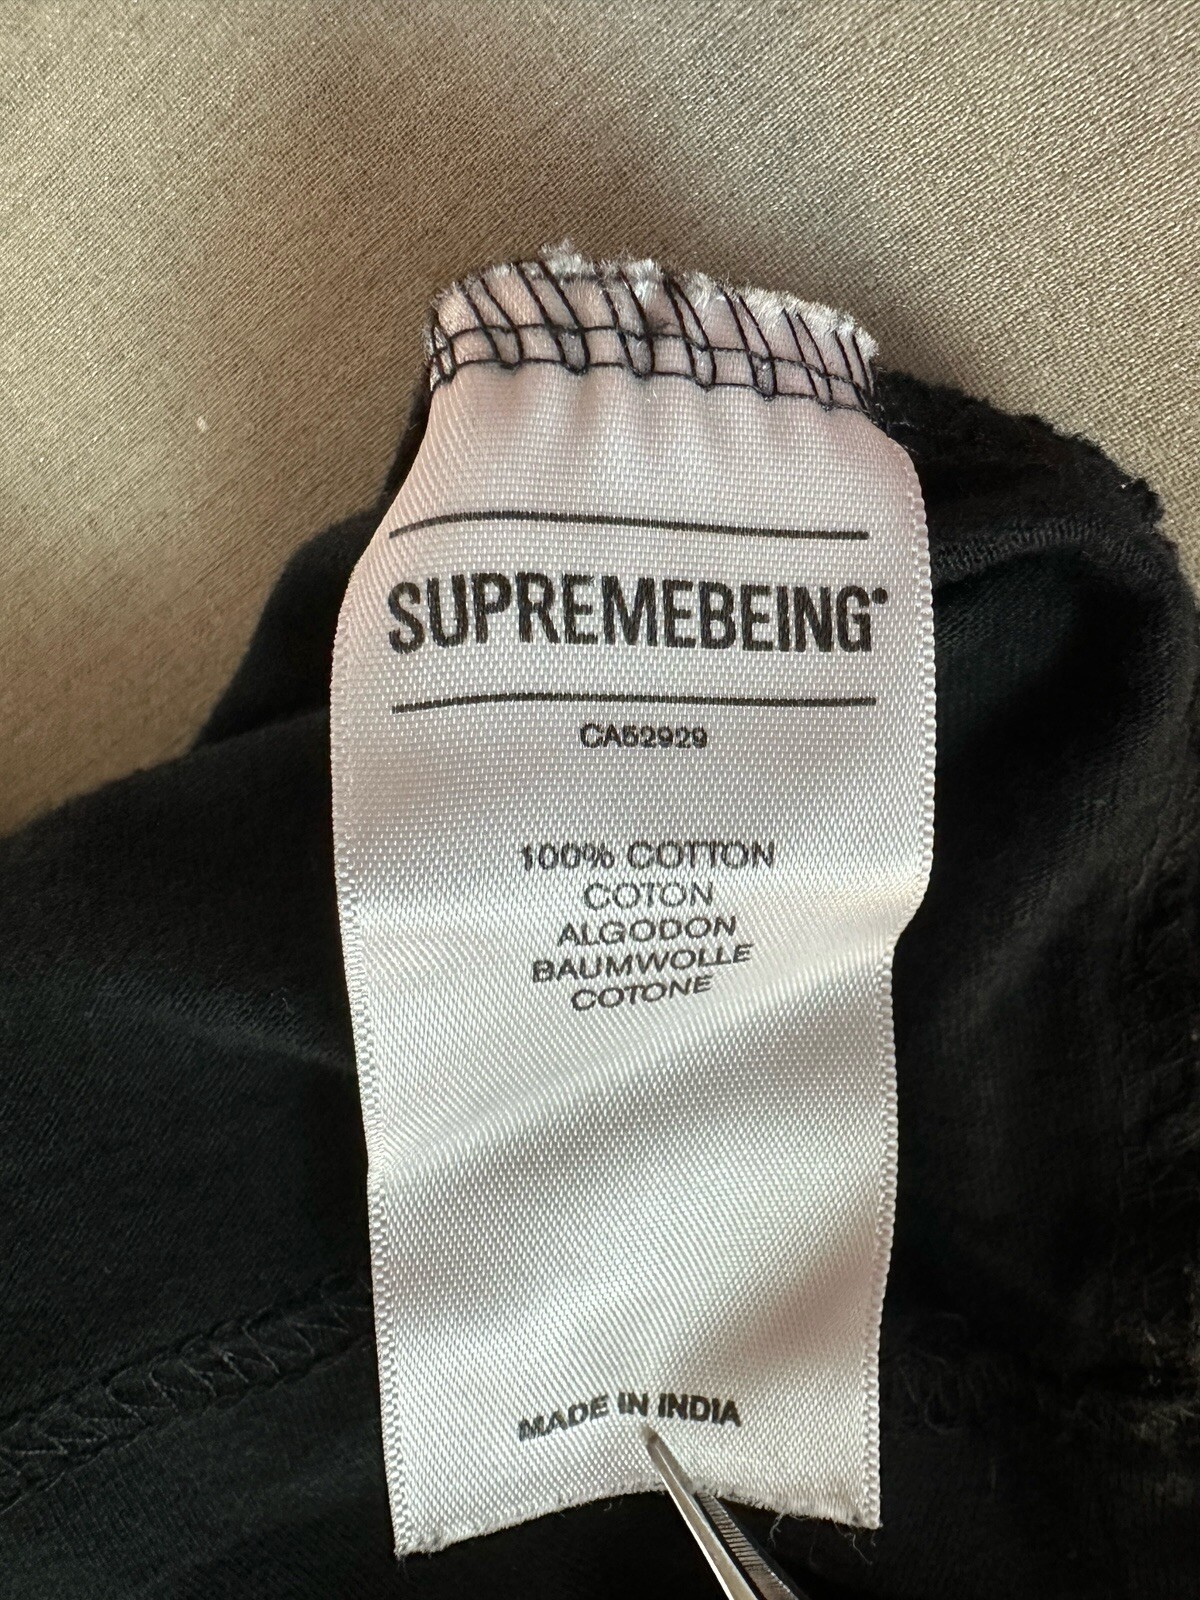 SUPREMEBEING
CA52929
100% COTTON
COTON
ALGODON
BAUMWOLLE
COTONE
MADE IN INDIA